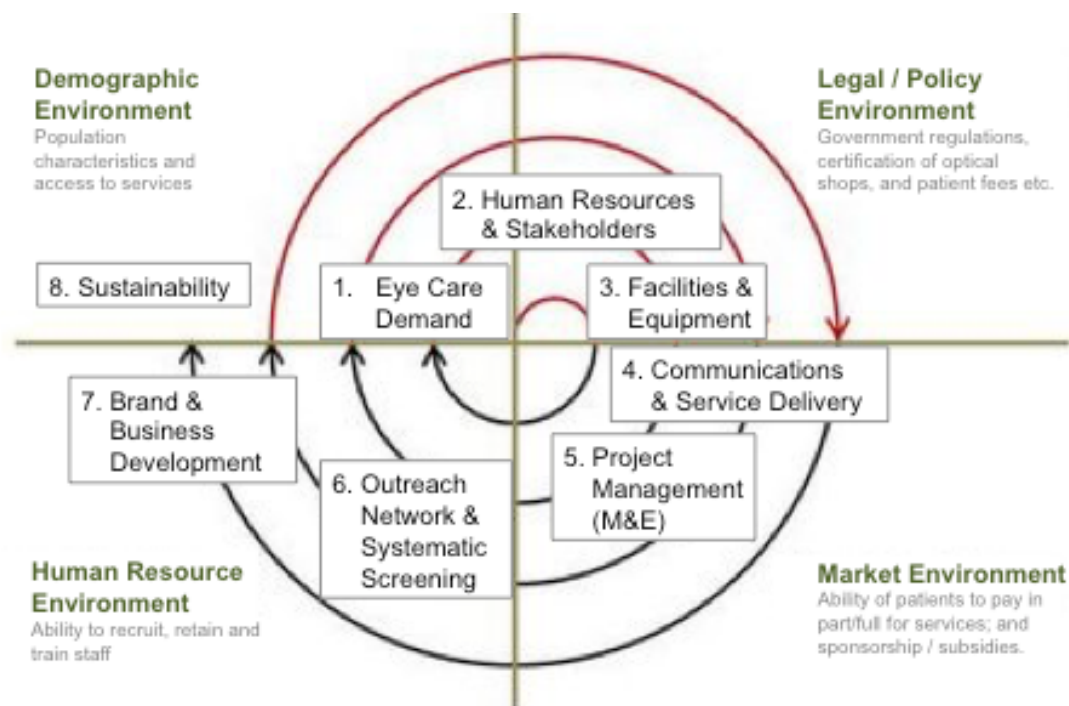 Demographic
Environment
Population
characteristics and
access to services
Legal / Policy
Environment
Government regulations,
certification of optical
shops, and patient fees etc.
2. Human Resources
& Stakeholders
8. Sustainability
1. Eye Care
Demand
3. Facilities &
Equipment
4. Communications
& Service Delivery
7. Brand &
Business
Development
5. Project
Management
(M&E)
6. Outreach
Network &
Systematic
Screening
Human Resource
Environment
Ability to recruit, retain and
train staff
Market Environment
Ability of patients to pay in
part/full for services; and
sponsorship / subsidies.